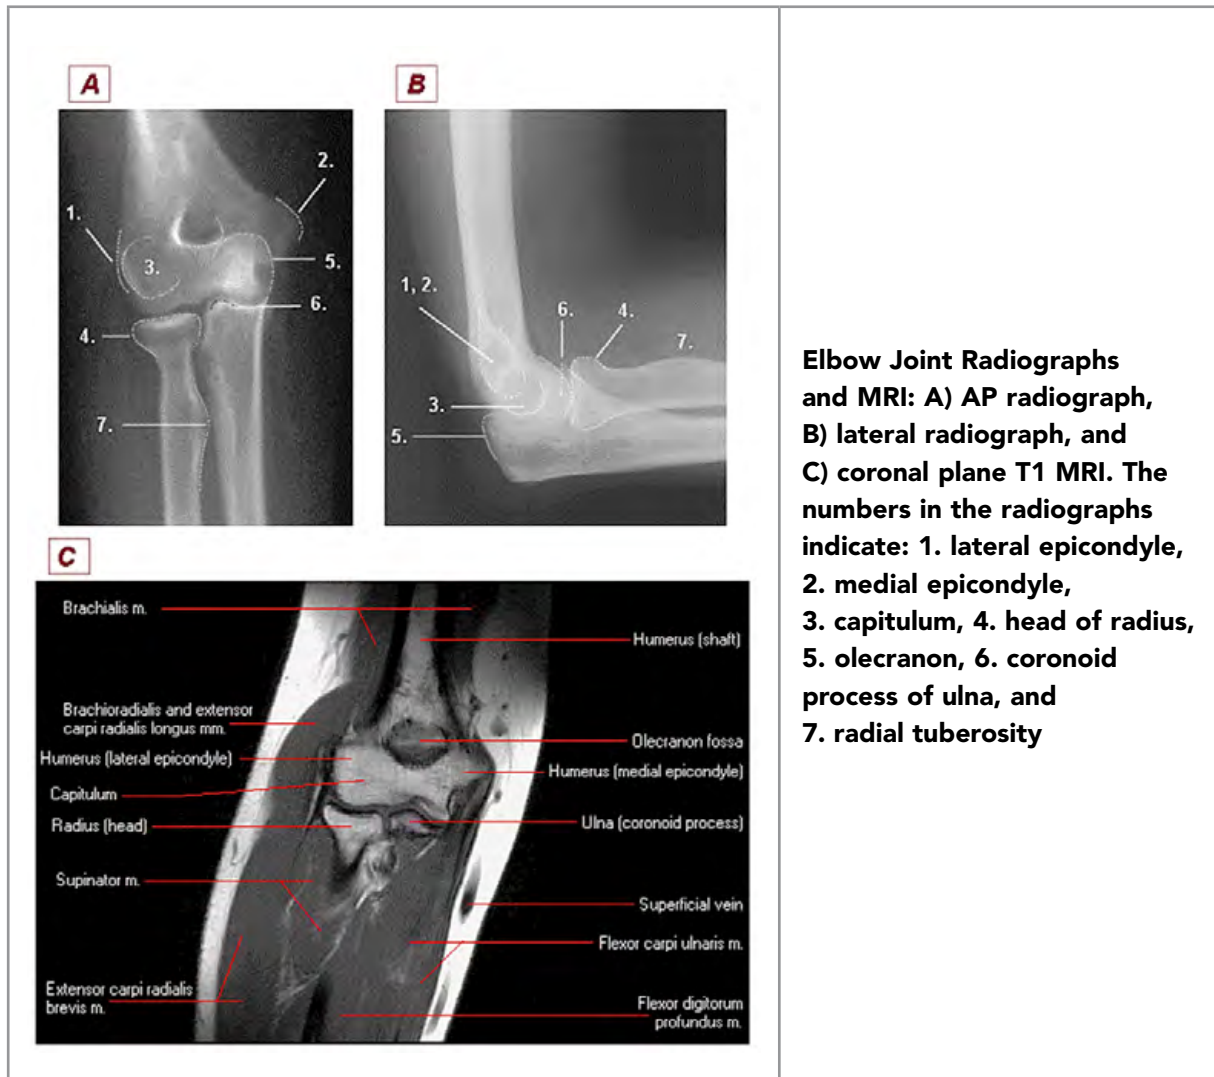 A
B
2.
1.
3.
5.
6.
4.
7.
1, 2.
6.
4.
7.
3.
5.
C
Brachialis m.
Humerus (shaft)
Brachioradialis and extensor
carpi radialis longus mm.
Olecranon fossa
Humerus (lateral epicondyle)
Humerus (medial epicondyle)
Capitulum
Radius (head)
Ulna (coronoid process)
Supinator m.
Superficial vein
Flexor carpi ulnaris m.
Extensor carpi radialis
brevis m.
Flexor digitorum
profundus m.
Elbow Joint Radiographs
and MRI: A) AP radiograph,
B) lateral radiograph, and
C) coronal plane T1 MRI. The
numbers in the radiographs
indicate: 1. lateral epicondyle,
2. medial epicondyle,
3. capitulum, 4. head of radius,
5. olecranon, 6. coronoid
process of ulna, and
7. radial tuberosity